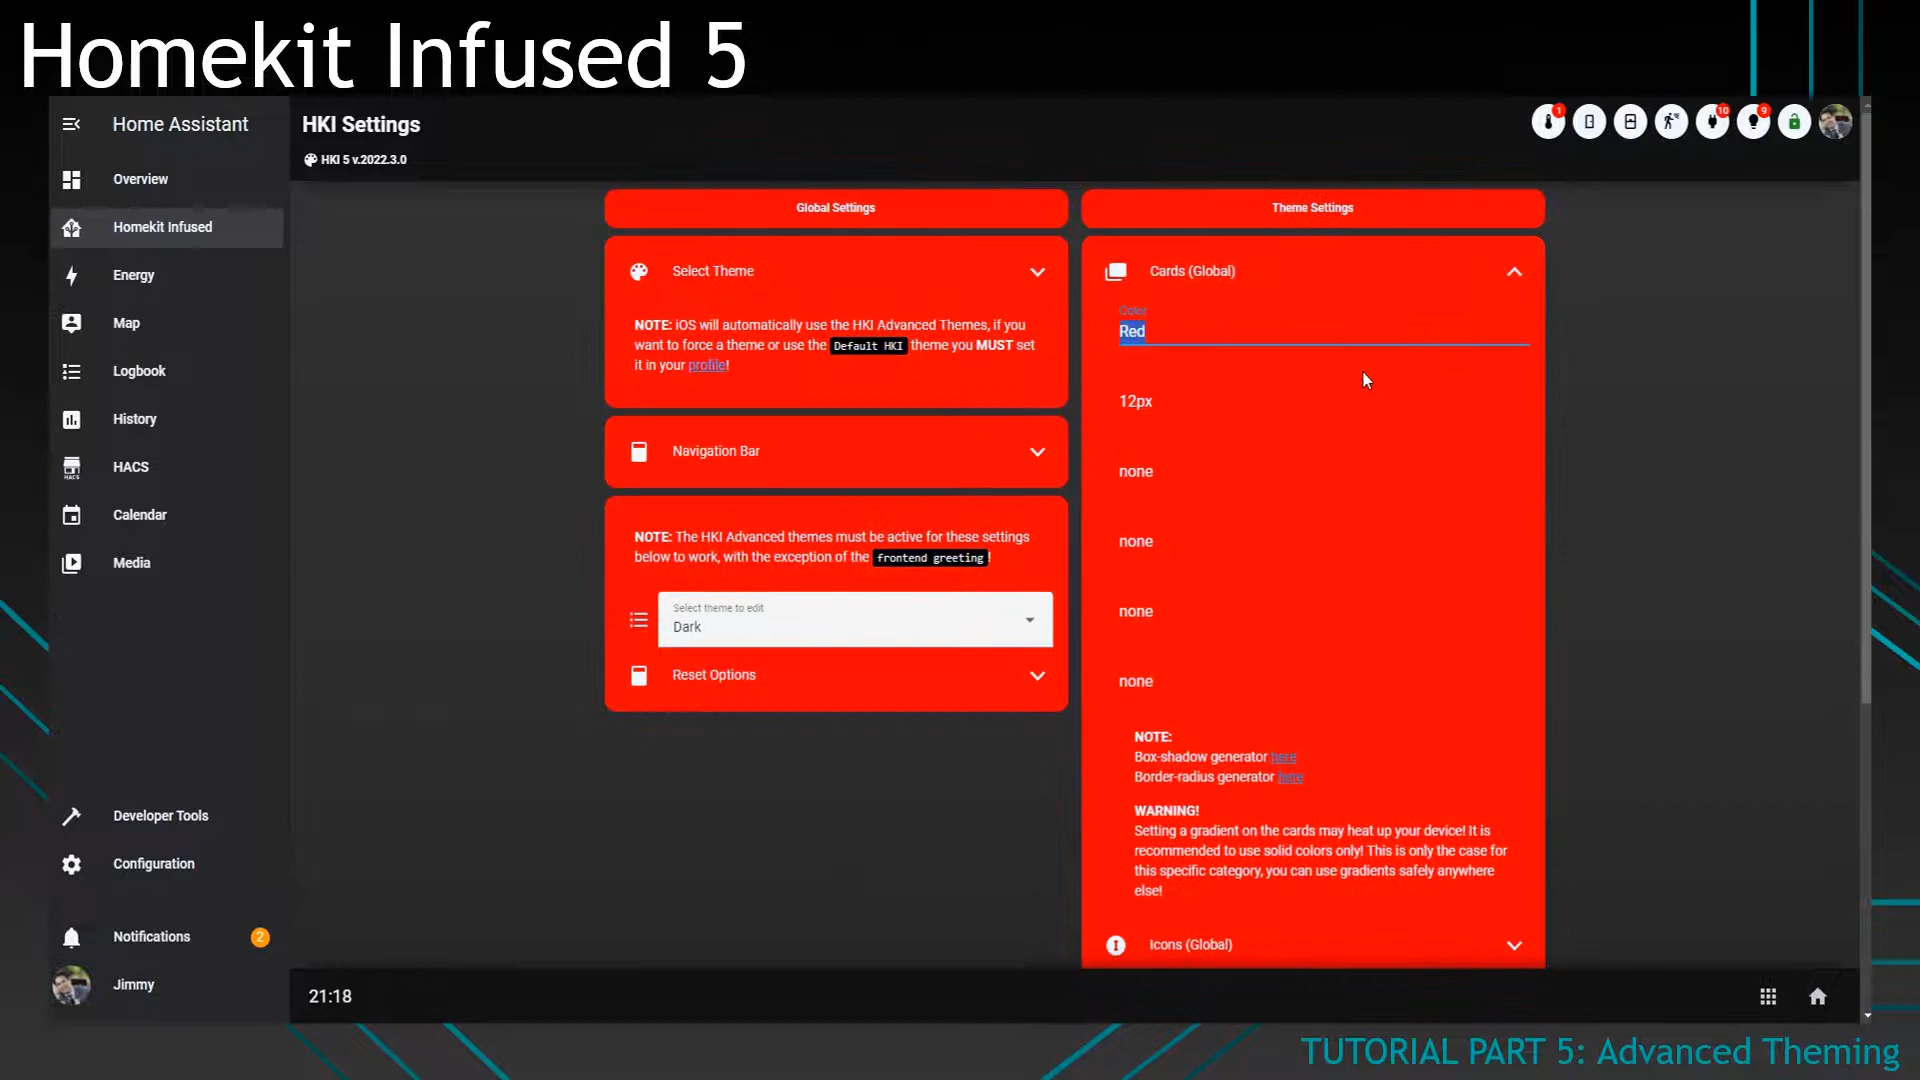 Homekit Infused 5
Home Assistant
Overview
Homekit Infused
Energy
Map
Logbook
History
HACS
HACS
Calendar
Media
Developer Tools
Configuration
Notifications
2
Jimmy
HKI Settings
HKI 5 v.2022.3.0
1
10
9
Global Settings
Select Theme
NOTE: iOS will automatically use the HKI Advanced Themes, if you
want to force a theme or use the Default HKI theme you MUST set
it in your profile!
Navigation Bar
NOTE: The HKI Advanced themes must be active for these settings
below to work, with the exception of the frontend greeting!
Select theme to edit
Dark
Reset Options
Theme Settings
Cards (Global)
Color
Red
12px
none
none
none
none
NOTE:
Box-shadow generator here
Border-radius generator here
WARNING!
Setting a gradient on the cards may heat up your device! It is
recommended to use solid colors only! This is only the case for
this specific category, you can use gradients safely anywhere
else!
Icons (Global)
21:18
TUTORIAL PART 5: Advanced Theming